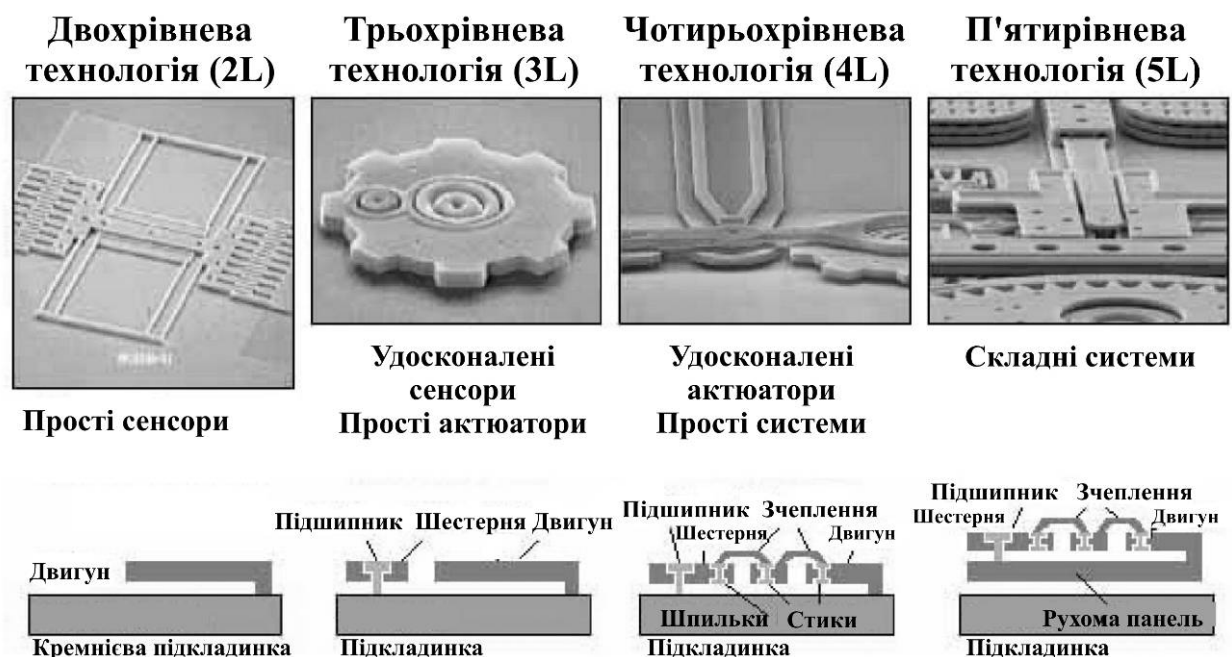 Двохрівнева
технологія (2L)
Трьохрівнева
технологія (3L)
Чотирьохрівнева
технологія (4L)
П'ятирівнева
технологія (5L)
Прості сенсори
Удосконалені
сенсори
Прості актюатори
Удосконалені
актюатори
Прості системи
Складні системи
Двигун
Кремнієва підкладинка
Підшипник Шестерня Двигун
Підкладинка
Підшипник Зчеплення
Шестерня Двигун
Шпильки Стики
Підкладинка
Підшипник Зчеплення
Шестерня Двигун
Рухома панель
Підкладинка